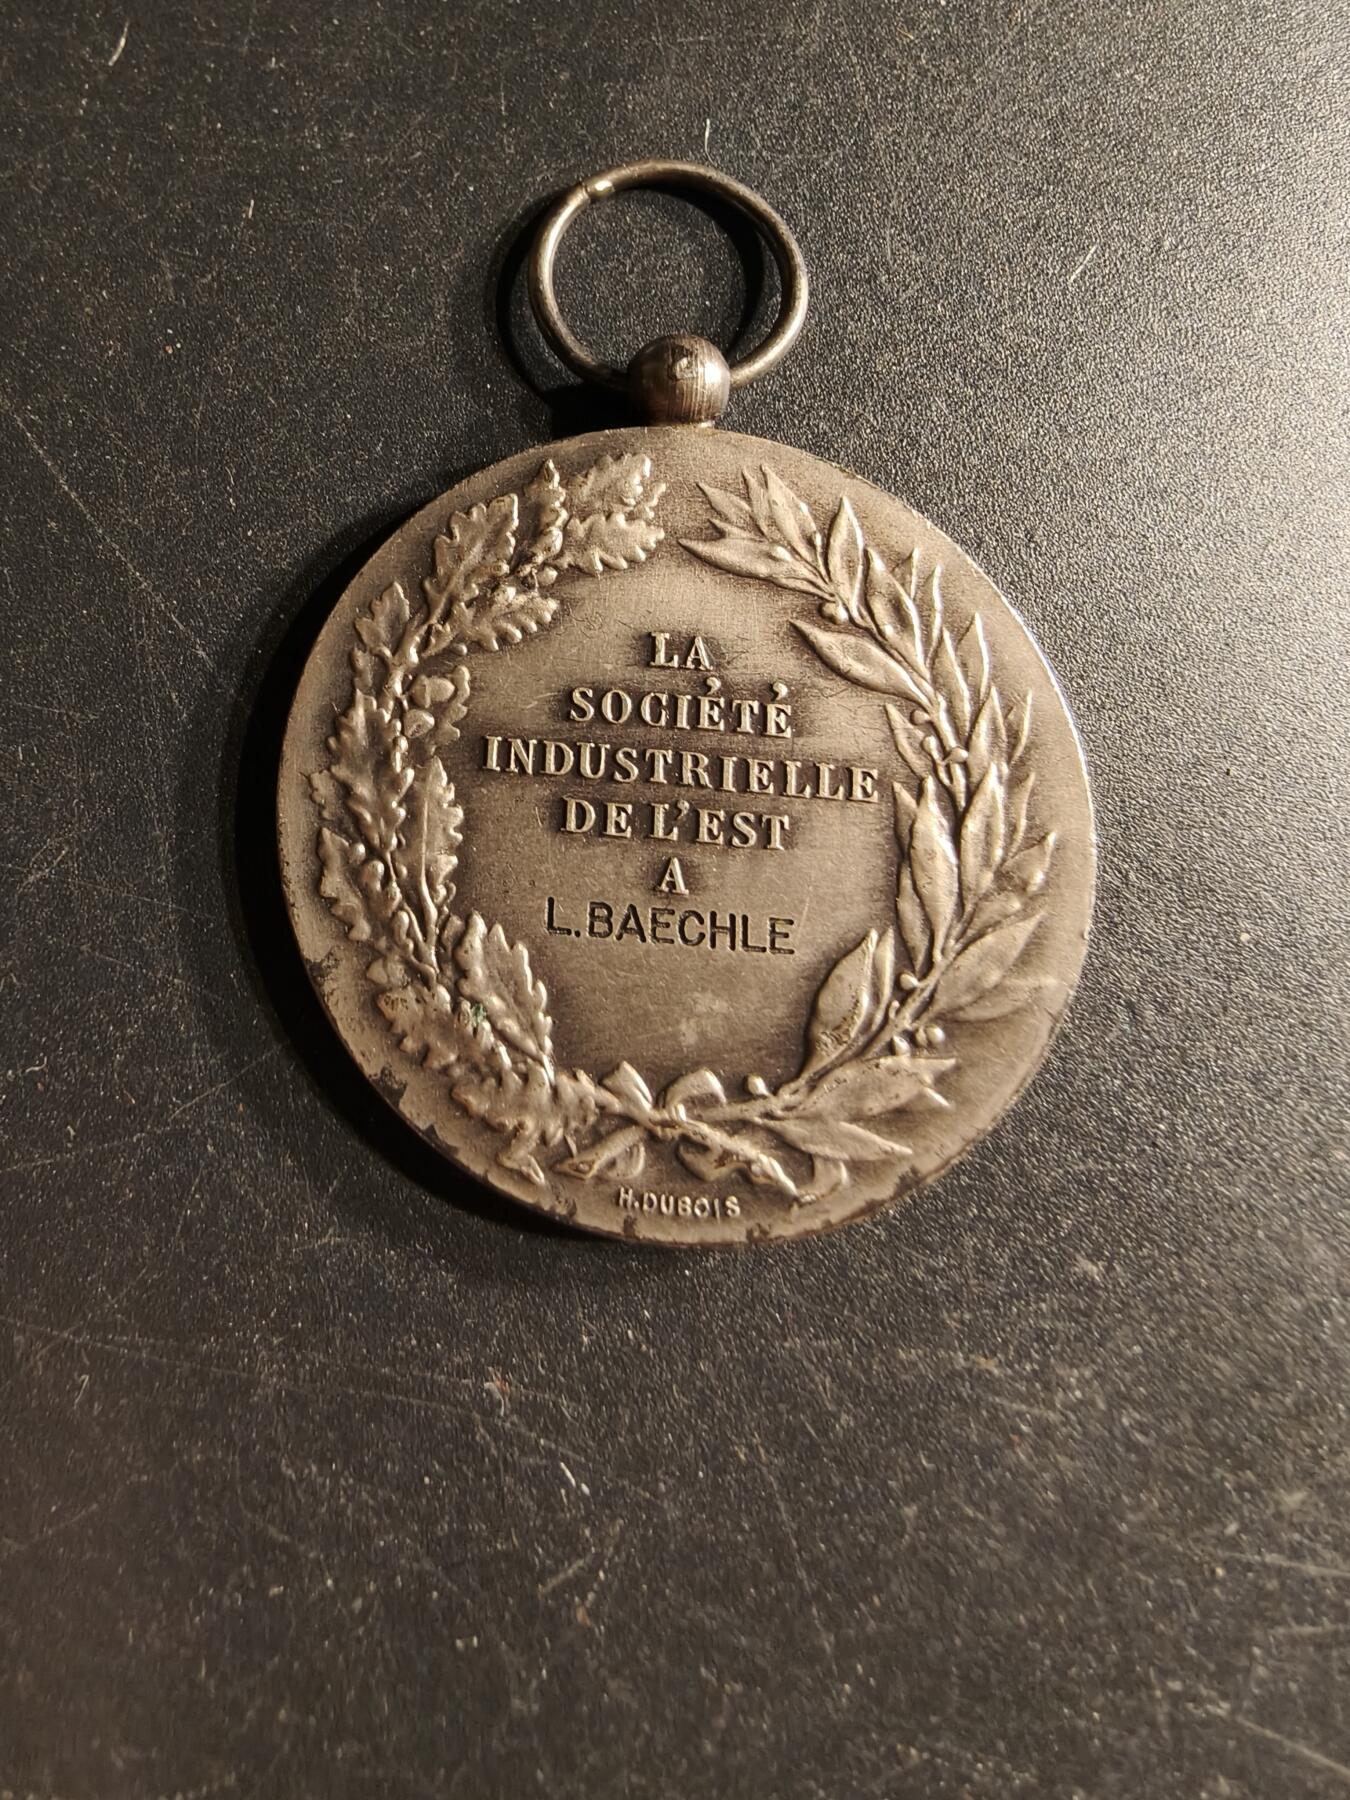 LA
SOCIÉTÉ
INDUSTRIELLE
DE L'EST
A
L. BAECHLE
H. DUBOIS